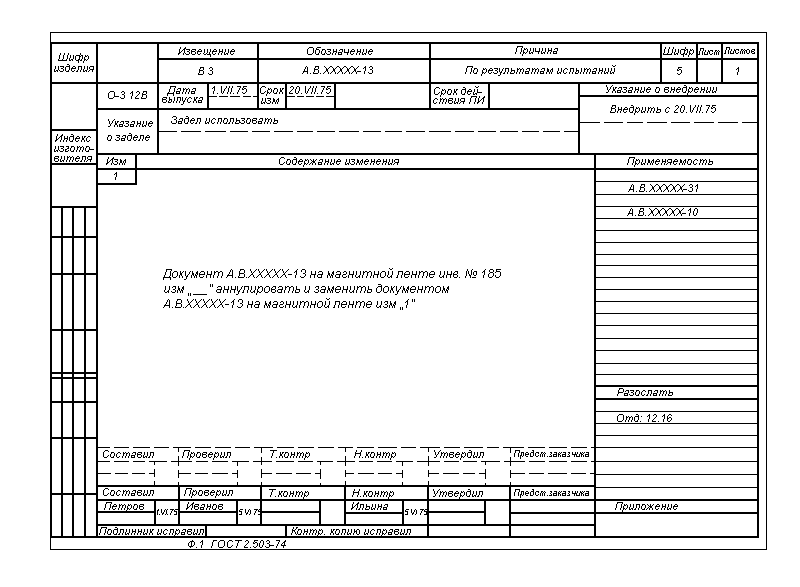 Шифр изделия
Извещение
Обозначение
Причина
Шифр
Лист
Листов
В 3
А.В.ХХХХХ-13
По результатам испытаний
5
1
О-3 12В
Дата выпуска
1.VII.75
Срок изм
20.VII.75
Срок дей-
ствия ПИ
Указание о внедрении
Внедрить с 20.VII.75
Указание о заделе
Задел использовать
Индекс
изгото-
вителя
Изм
Содержание изменения
Применяемость
1
А.В.ХХХХХ-31
А.В.ХХХХХ-10
Документ А.В.ХХХХХ-13 на магнитной ленте инв. № 185
изм „__" аннулировать и заменить документом
А.В.ХХХХХ-13 на магнитной ленте изм „1"
Разослать
Отд: 12.16
Составил
Проверил
Т.контр
Н.контр
Утвердил
Предст.заказчика
Составил
Проверил
Т.контр
Н.контр
Утвердил
Предст.заказчика
Петров
1.VI.75
Иванов
5 VI 75
Ильина
5 VI 75
Приложение
Подлинник исправил
Контр. копию исправил
Ф.1 ГОСТ 2.503-74